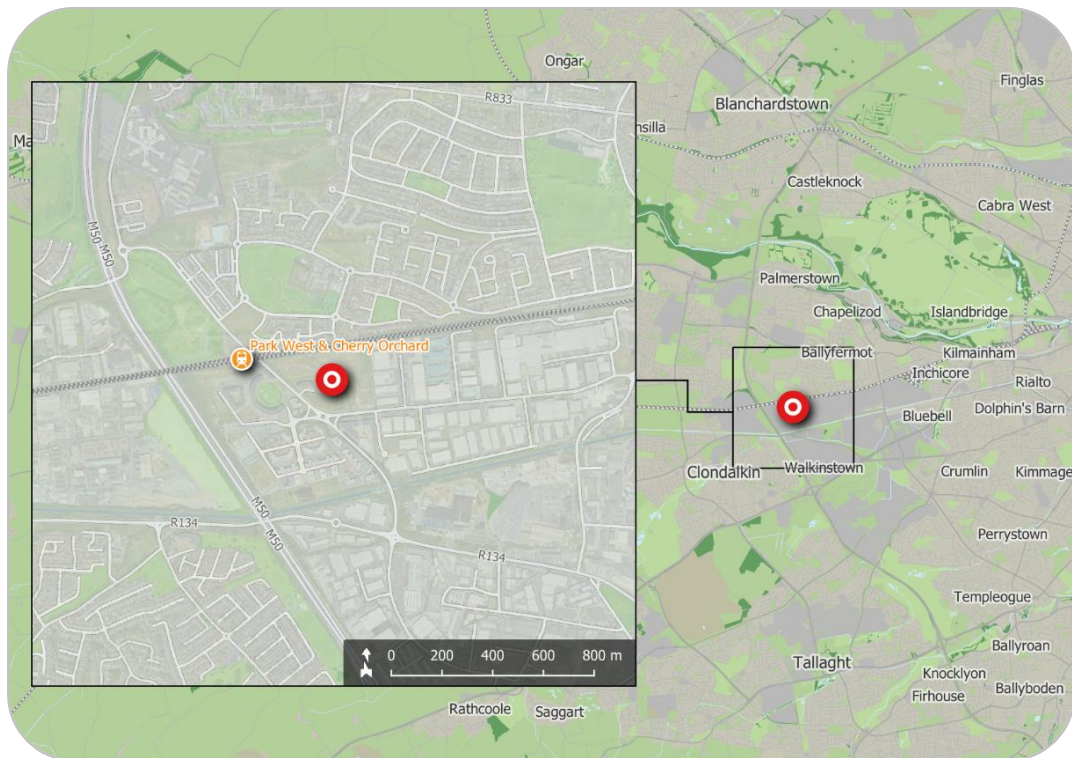 Ongar
Finglas
Blanchardstown
R833
nsilla
Ma
Castleknock
Cabra West
M50 M50
Palmerstown
Chapelizod
Islandbridge
Park West & Cherry Orchard
Ballyfermot
Kilmainham
Inchicore
Rialto
Bluebell
Dolphin's Barn
Clondalkin
Walkinstown
Crumlin
Kimmage
M50 M50
R134
R134
Perrystown
Templeogue
Ballyroan
0 200 400 600 800 m
Tallaght
Knocklyon
Ballyboden
Firhouse
Rathcoole
Saggart